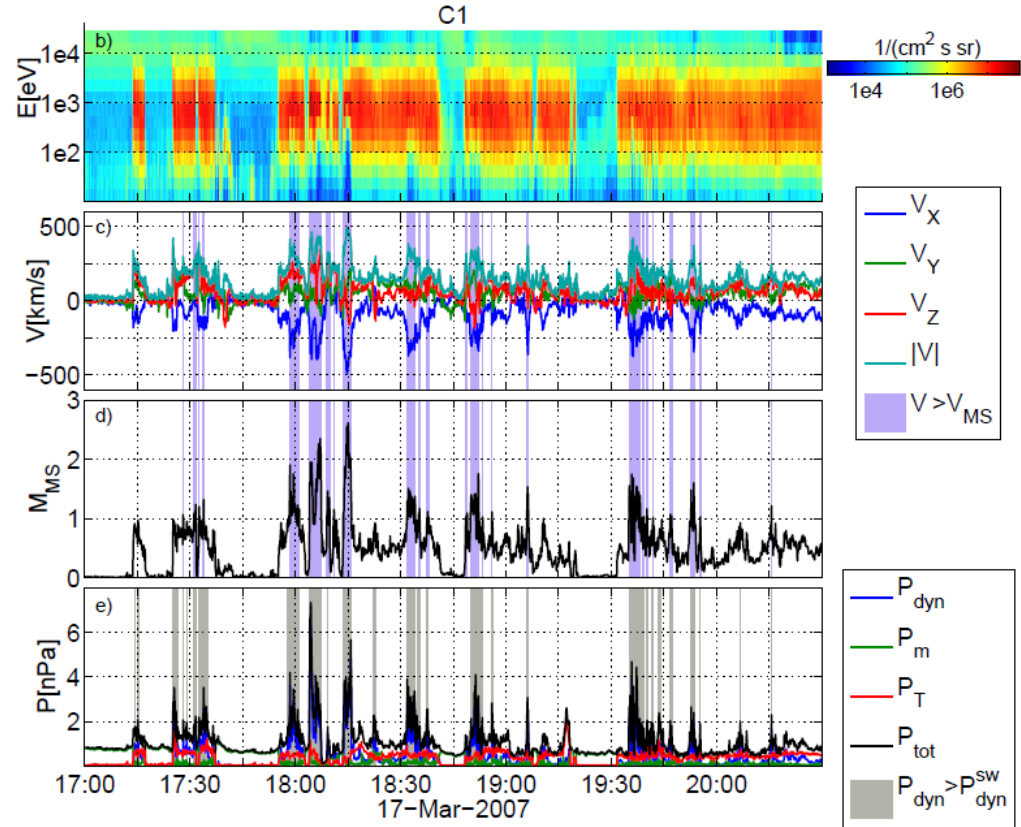 C1
b)
E[eV]
1e4
1e3
1e2
1/(cm² s sr)
1e4 1e6
c)
V[km/s]
500
0
−500
V_X
V_Y
V_Z
|V|
V >V_MS
d)
M_MS
3
2
1
0
e)
P[nPa]
6
4
2
P_dyn
P_m
P_T
P_tot
P_dyn>P_dyn^sw
17:00 17:30 18:00 18:30 19:00 19:30 20:00
17−Mar−2007